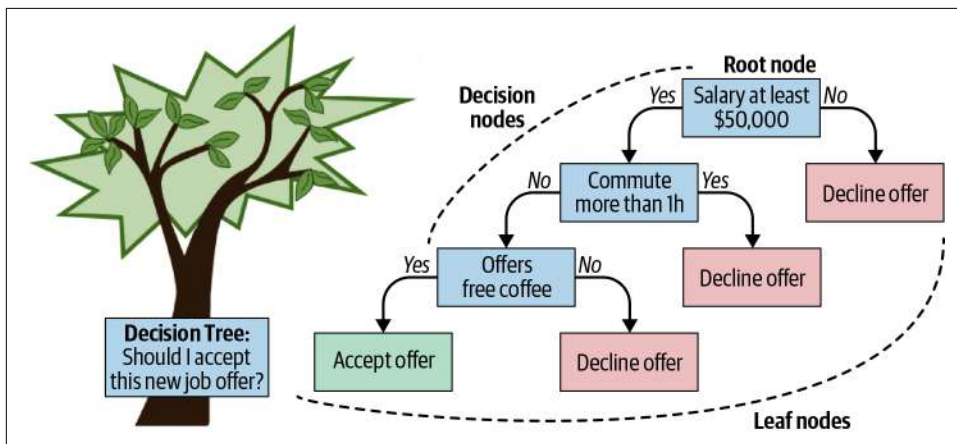 Root node
Decision
nodes
Yes
Salary at least
$50,000
No
No
Commute
more than 1h
Yes
Decline offer
Yes
Offers
free coffee
No
Decline offer
Decision Tree:
Should I accept
this new job offer?
Accept offer
Decline offer
Leaf nodes